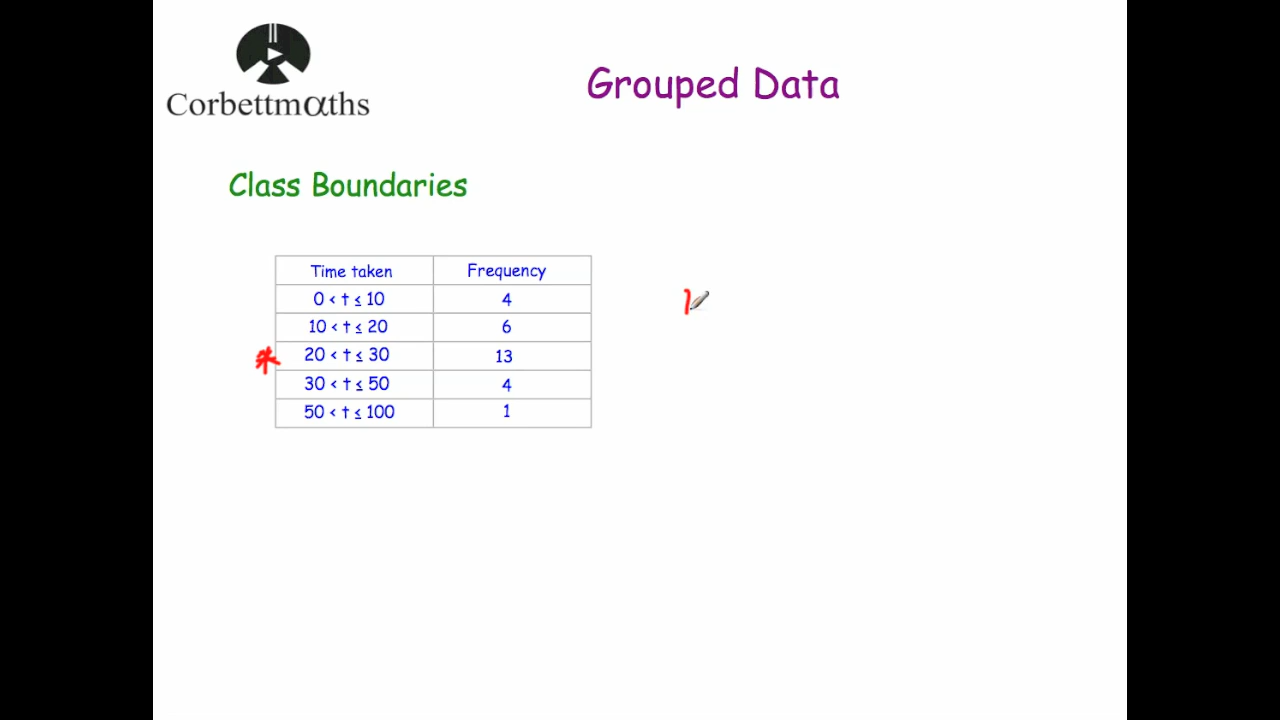 Corbettmαths
Grouped Data
Class Boundaries
Time taken Frequency
0 < t ≤ 10 4
10 < t ≤ 20 6
20 < t ≤ 30 13
30 < t ≤ 50 4
50 < t ≤ 100 1